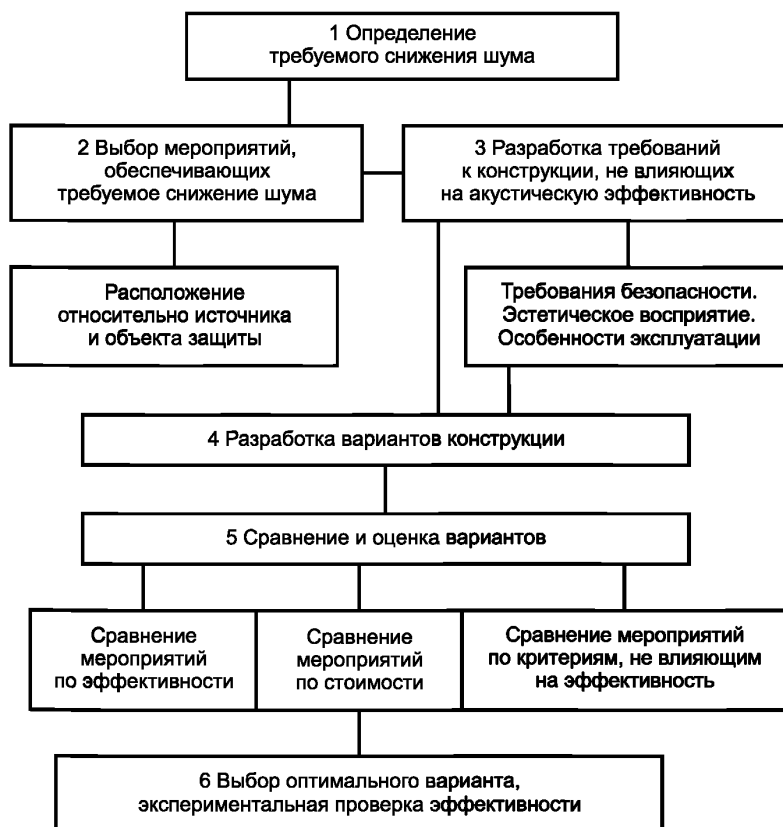 1 Определение
требуемого снижения шума
2 Выбор мероприятий,
обеспечивающих
требуемое снижение шума
3 Разработка требований
к конструкции, не влияющих
на акустическую эффективность
Расположение
относительно источника
и объекта защиты
Требования безопасности.
Эстетическое восприятие.
Особенности эксплуатации
4 Разработка вариантов конструкции
5 Сравнение и оценка вариантов
Сравнение
мероприятий
по эффективности
Сравнение
мероприятий
по стоимости
Сравнение мероприятий
по критериям, не влияющим
на эффективность
6 Выбор оптимального варианта,
экспериментальная проверка эффективности